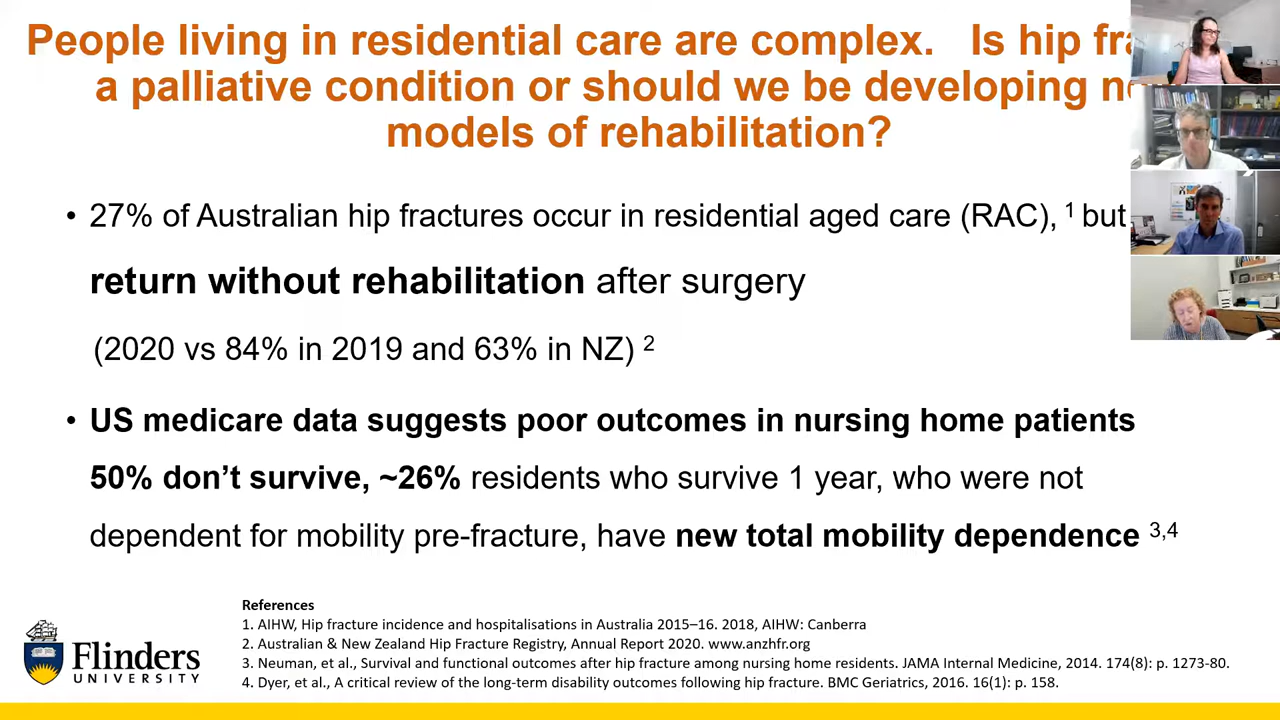 People living in residential care are complex. Is hip
a palliative condition or should we be developing
models of rehabilitation?
• 27% of Australian hip fractures occur in residential aged care (RAC), 1 but
return without rehabilitation after surgery
(2020 vs 84% in 2019 and 63% in NZ) 2
• US medicare data suggests poor outcomes in nursing home patients
50% don’t survive, ~26% residents who survive 1 year, who were not
dependent for mobility pre-fracture, have new total mobility dependence 3,4
References
1. AIHW, Hip fracture incidence and hospitalisations in Australia 2015–16. 2018, AIHW: Canberra
2. Australian & New Zealand Hip Fracture Registry, Annual Report 2020. www.anzhfr.org
3. Neuman, et al., Survival and functional outcomes after hip fracture among nursing home residents. JAMA Internal Medicine, 2014. 174(8): p. 1273-80.
4. Dyer, et al., A critical review of the long-term disability outcomes following hip fracture. BMC Geriatrics, 2016. 16(1): p. 158.
Flinders
UNIVERSITY